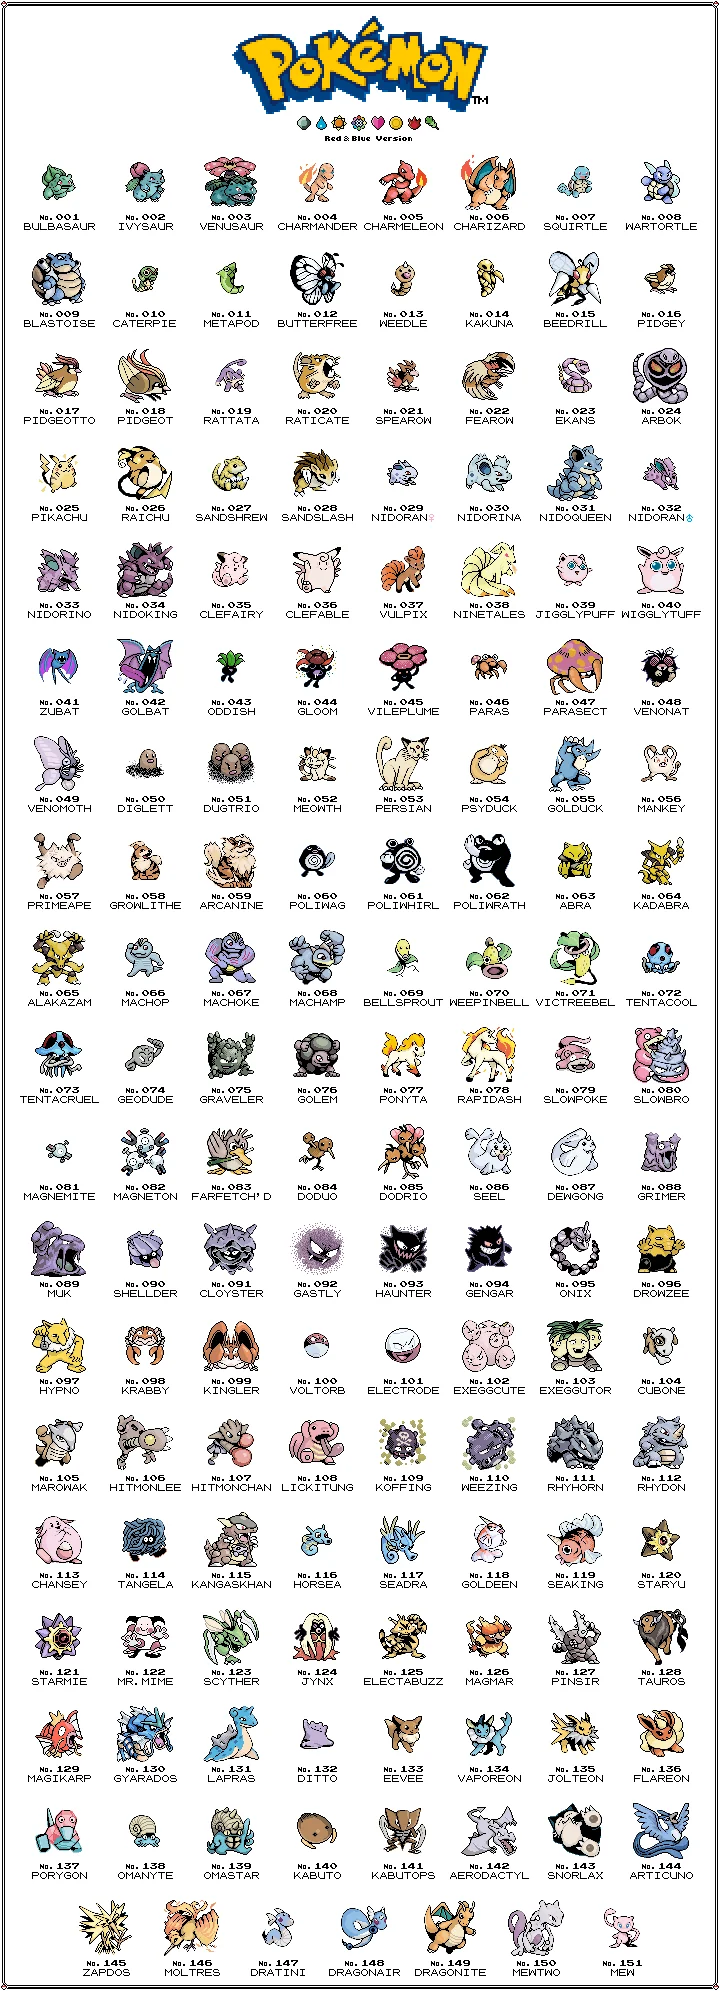 POKéMON™
Red & Blue Version
No.001 No.002 No.003 No.004 No.005 No.006 No.007 No.008
BULBASAUR IVYSAUR VENUSAUR CHARMANDER CHARMELEON CHARIZARD SQUIRTLE WARTORTLE
No.009 No.010 No.011 No.012 No.013 No.014 No.015 No.016
BLASTOISE CATERPIE METAPOD BUTTERFREE WEEDLE KAKUNA BEEDRILL PIDGEY
No.017 No.018 No.019 No.020 No.021 No.022 No.023 No.024
PIDGEOTTO PIDGEOT RATTATA RATICATE SPEAROW FEAROW EKANS ARBOK
No.025 No.026 No.027 No.028 No.029 No.030 No.031 No.032
PIKACHU RAICHU SANDSHREW SANDSLASH NIDORAN♀ NIDORINA NIDOQUEEN NIDORAN♂
No.033 No.034 No.035 No.036 No.037 No.038 No.039 No.040
NIDORINO NIDOKING CLEFAIRY CLEFABLE VULPIX NINETALES JIGGLYPUFF WIGGLYTUFF
No.041 No.042 No.043 No.044 No.045 No.046 No.047 No.048
ZUBAT GOLBAT ODDISH GLOOM VILEPLUME PARAS PARASECT VENONAT
No.049 No.050 No.051 No.052 No.053 No.054 No.055 No.056
VENOMOTH DIGLETT DUGTRIO MEOWTH PERSIAN PSYDUCK GOLDUCK MANKEY
No.057 No.058 No.059 No.060 No.061 No.062 No.063 No.064
PRIMEAPE GROWLITHE ARCANINE POLIWAG POLIWHIRL POLIWRATH ABRA KADABRA
No.065 No.066 No.067 No.068 No.069 No.070 No.071 No.072
ALAKAZAM MACHOP MACHOKE MACHAMP BELLSPROUT WEEPINBELL VICTREEBEL TENTACOOL
No.073 No.074 No.075 No.076 No.077 No.078 No.079 No.080
TENTACRUEL GEODUDE GRAVELER GOLEM PONYTA RAPIDASH SLOWPOKE SLOWBRO
No.081 No.082 No.083 No.084 No.085 No.086 No.087 No.088
MAGNEMITE MAGNETON FARFETCH'D DODUO DODRIO SEEL DEWGONG GRIMER
No.089 No.090 No.091 No.092 No.093 No.094 No.095 No.096
MUK SHELLDER CLOYSTER GASTLY HAUNTER GENGAR ONIX DROWZEE
No.097 No.098 No.099 No.100 No.101 No.102 No.103 No.104
HYPNO KRABBY KINGLER VOLTORB ELECTRODE EXEGGCUTE EXEGGUTOR CUBONE
No.105 No.106 No.107 No.108 No.109 No.110 No.111 No.112
MAROWAK HITMONLEE HITMONCHAN LICKITUNG KOFFING WEEZING RHYHORN RHYDON
No.113 No.114 No.115 No.116 No.117 No.118 No.119 No.120
CHANSEY TANGELA KANGASKHAN HORSEA SEADRA GOLDEEN SEAKING STARYU
No.121 No.122 No.123 No.124 No.125 No.126 No.127 No.128
STARMIE MR.MIME SCYTHER JYNX ELECTABUZZ MAGMAR PINSIR TAUROS
No.129 No.130 No.131 No.132 No.133 No.134 No.135 No.136
MAGIKARP GYARADOS LAPRAS DITTO EEVEE VAPOREON JOLTEON FLAREON
No.137 No.138 No.139 No.140 No.141 No.142 No.143 No.144
PORYGON OMANYTE OMASTAR KABUTO KABUTOPS AERODACTYL SNORLAX ARTICUNO
No.145 No.146 No.147 No.148 No.149 No.150 No.151
ZAPDOS MOLTRES DRATINI DRAGONAIR DRAGONITE MEWTWO MEW